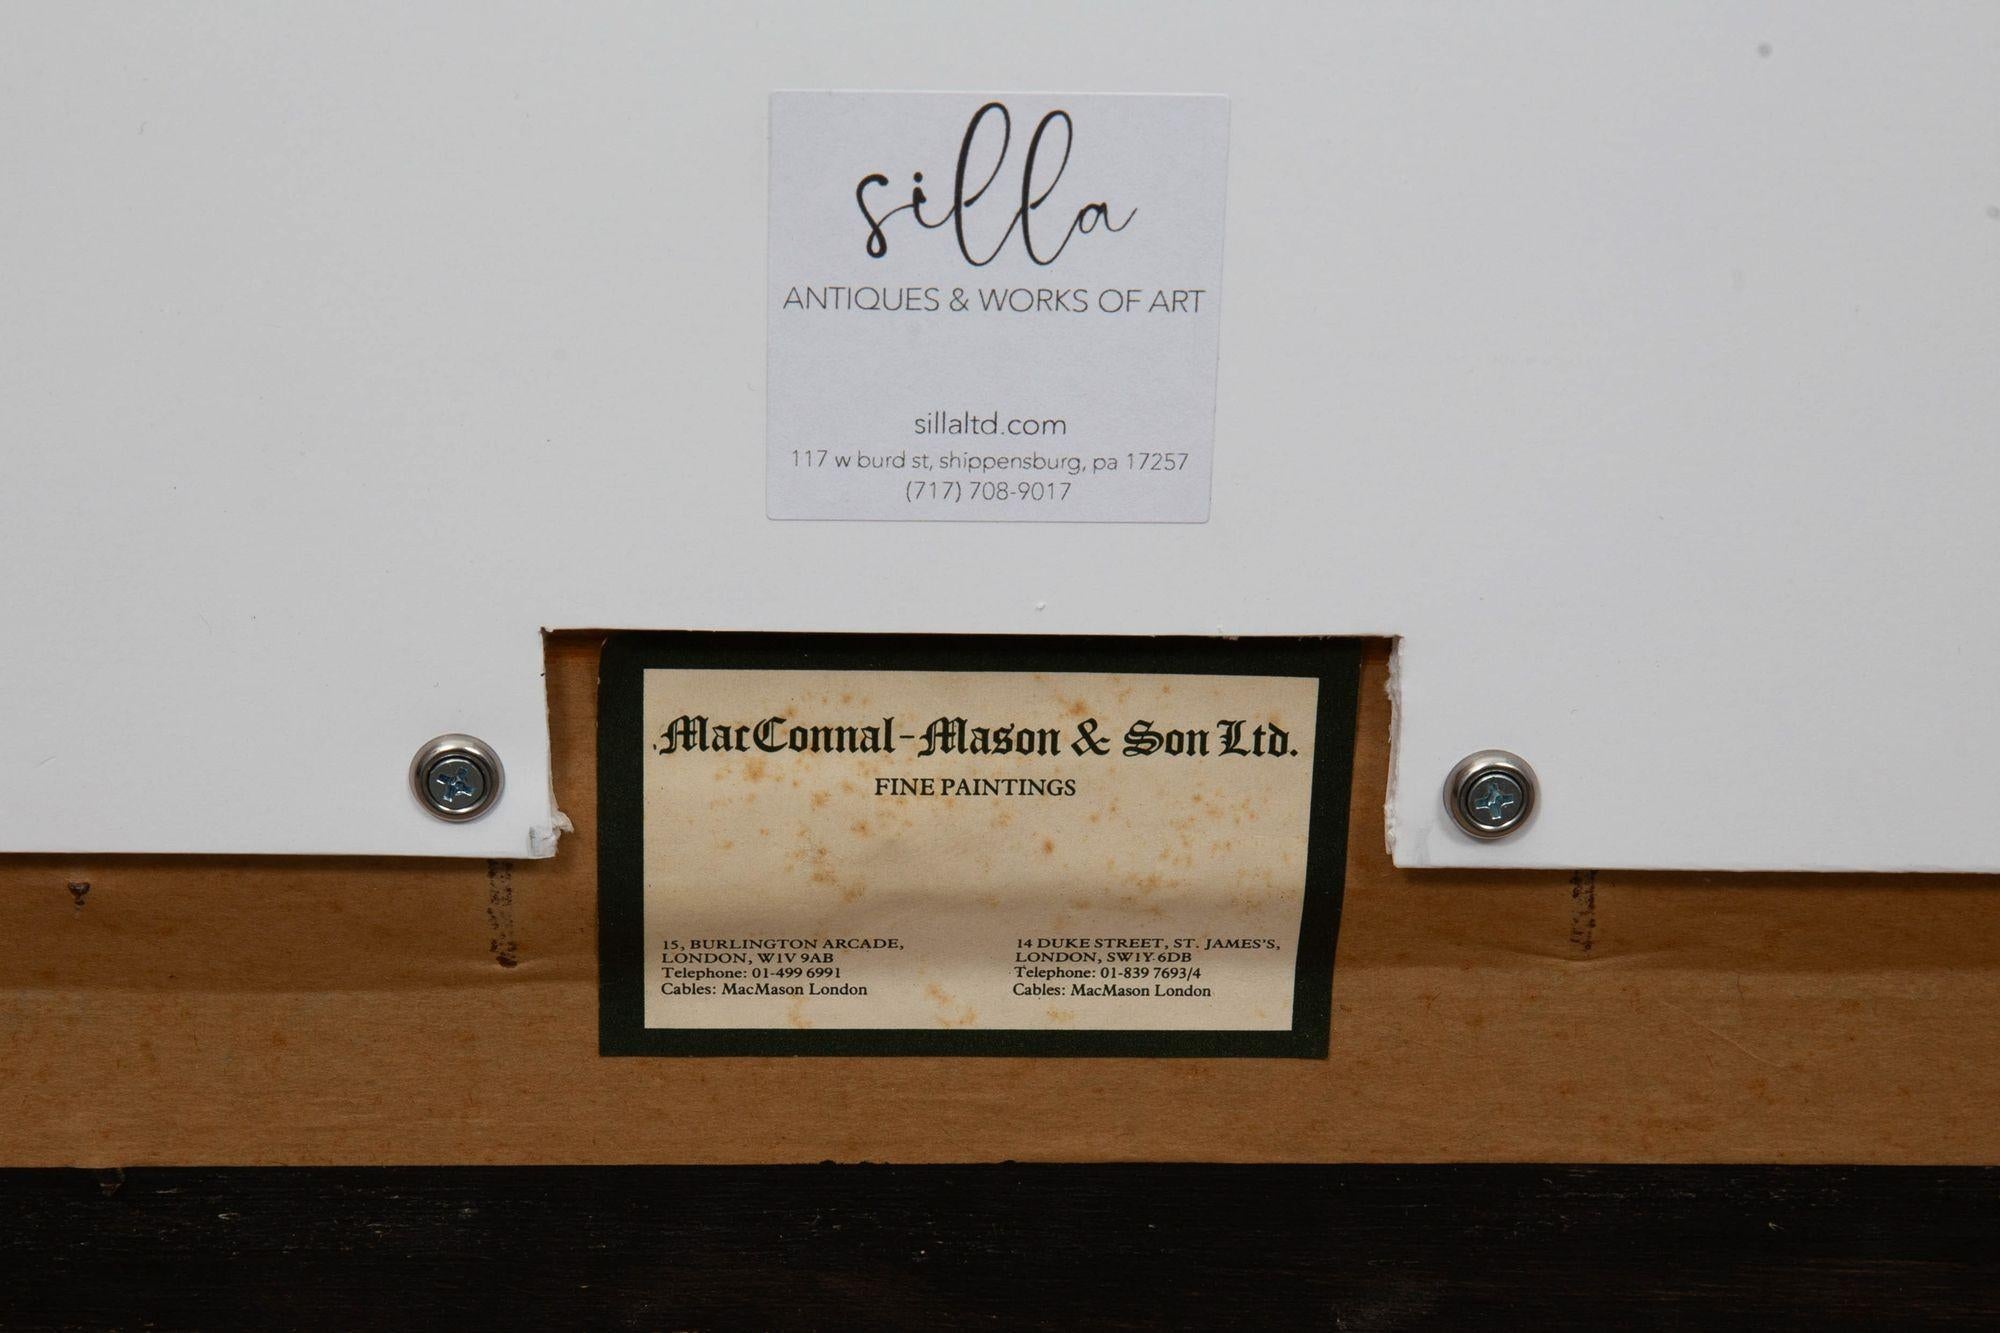 silla
ANTIQUES & WORKS OF ART
sillaltd.com
117 w burd st, shippensburg, pa 17257
(717) 708-9017
MacConnal-Mason & Son Ltd.
FINE PAINTINGS
15, BURLINGTON ARCADE,
LONDON, W1V 9AB
Telephone: 01-499 6991
Cables: MacMason London
14 DUKE STREET, ST. JAMES'S,
LONDON, SW1Y 6DB
Telephone: 01-839 7693/4
Cables: MacMason London